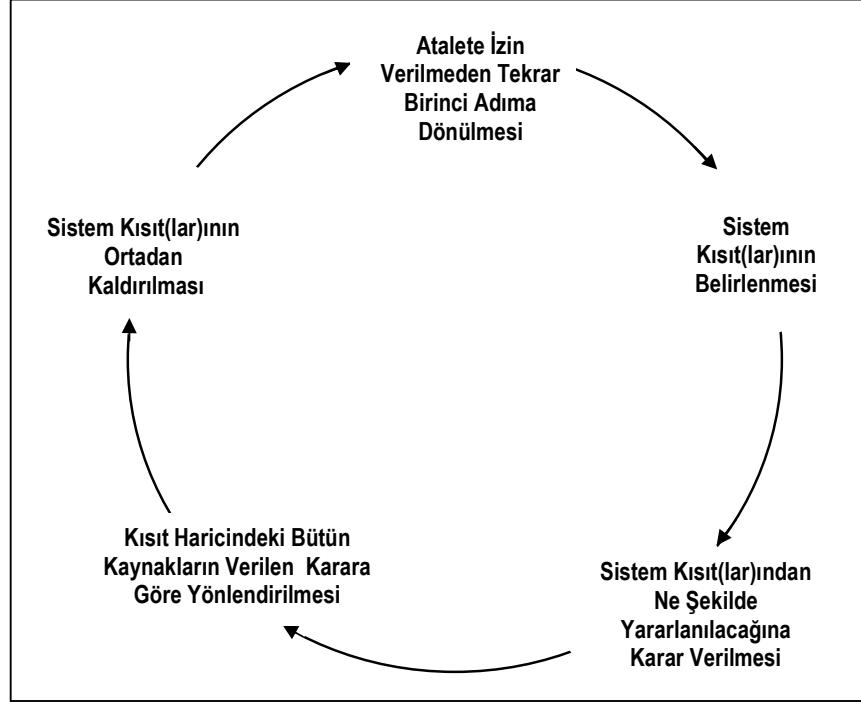 Atalete İzin
Verilmeden Tekrar
Birinci Adıma
Dönülmesi
Sistem
Kısıt(lar)ının
Belirlenmesi
Sistem Kısıt(lar)ından
Ne Şekilde
Yararlanılacağına
Karar Verilmesi
Kısıt Haricindeki Bütün
Kaynakların Verilen Karara
Göre Yönlendirilmesi
Sistem Kısıt(lar)ının
Ortadan
Kaldırılması